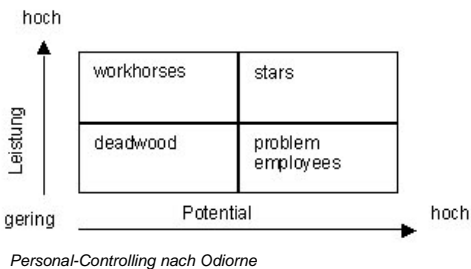 hoch
workhorses
stars
Leistung
deadwood
problem
employees
gering
Potential
hoch
Personal-Controlling nach Odiorne